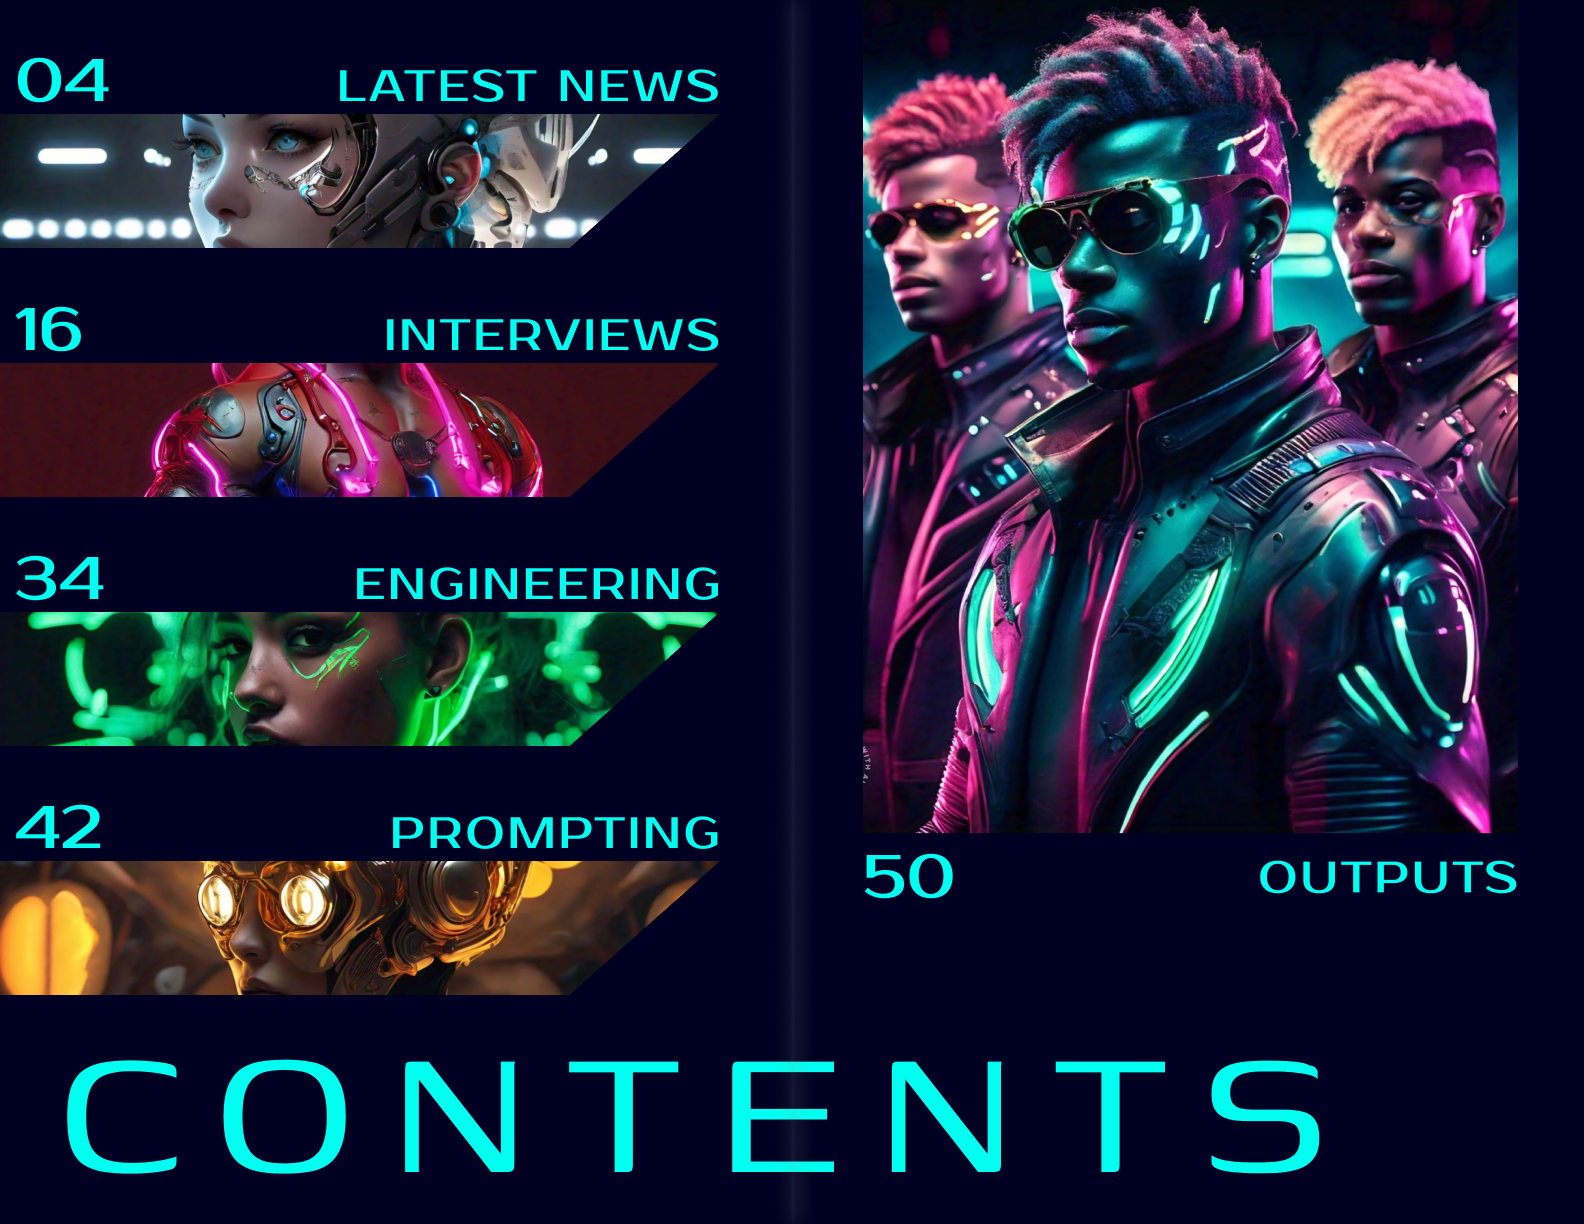 04 LATEST NEWS
16 INTERVIEWS
34 ENGINEERING
42 PROMPTING
50 OUTPUTS
CONTENTS